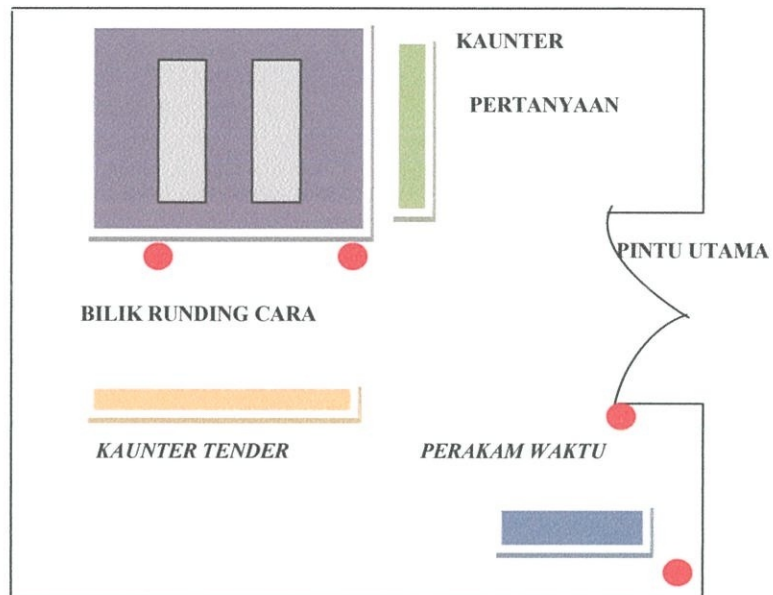 KAUNTER
PERTANYAAN
PINTU UTAMA
BILIK RUNDING CARA
KAUNTER TENDER
PERAKAM WAKTU